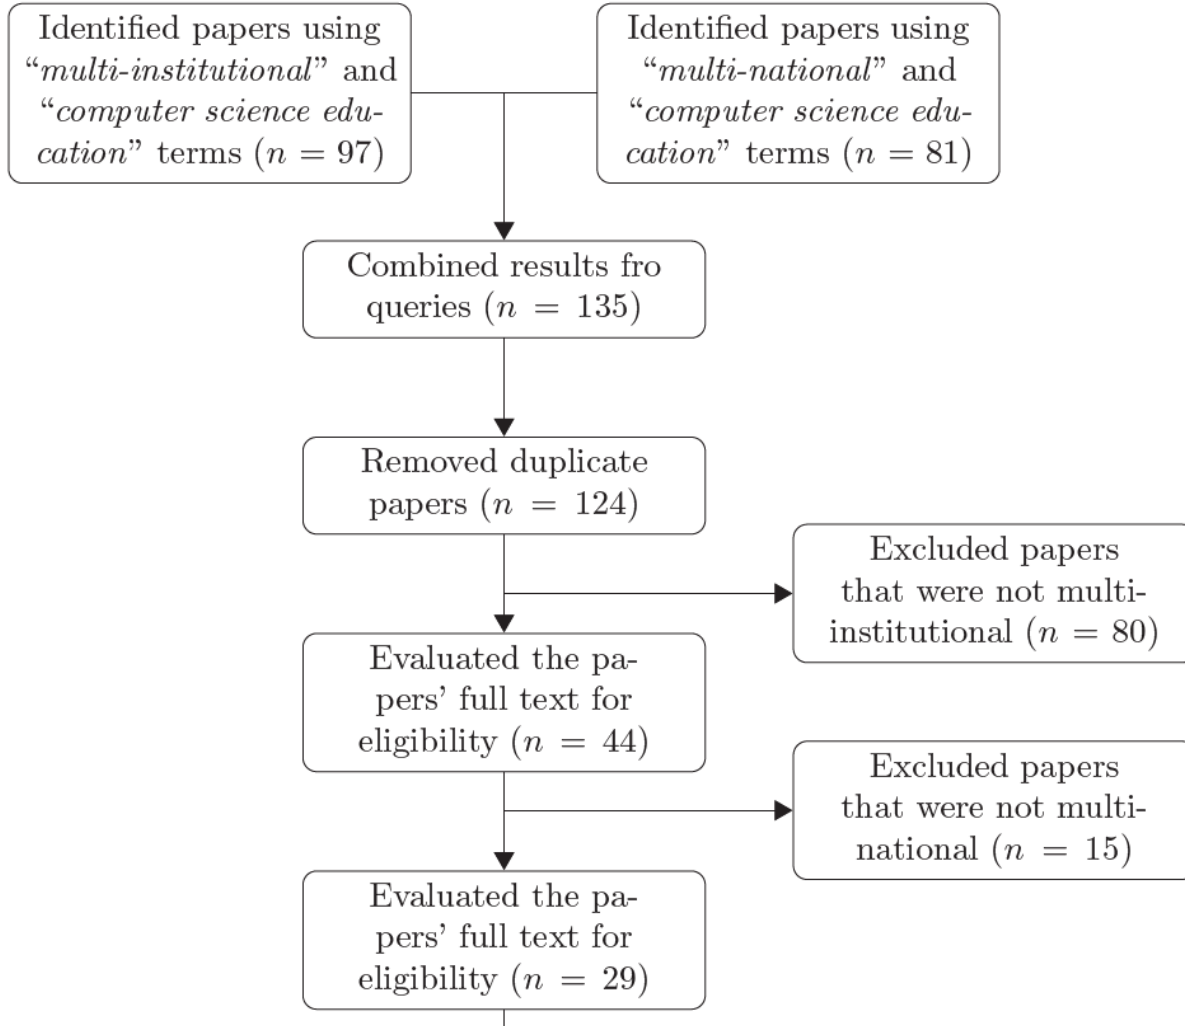 Identified papers using
“multi-institutional” and
“computer science edu-
cation” terms (n = 97)
Identified papers using
“multi-national” and
“computer science edu-
cation” terms (n = 81)
Combined results fro
queries (n = 135)
Removed duplicate
papers (n = 124)
Excluded papers
that were not multi-
institutional (n = 80)
Evaluated the pa-
pers’ full text for
eligibility (n = 44)
Excluded papers
that were not multi-
national (n = 15)
Evaluated the pa-
pers’ full text for
eligibility (n = 29)